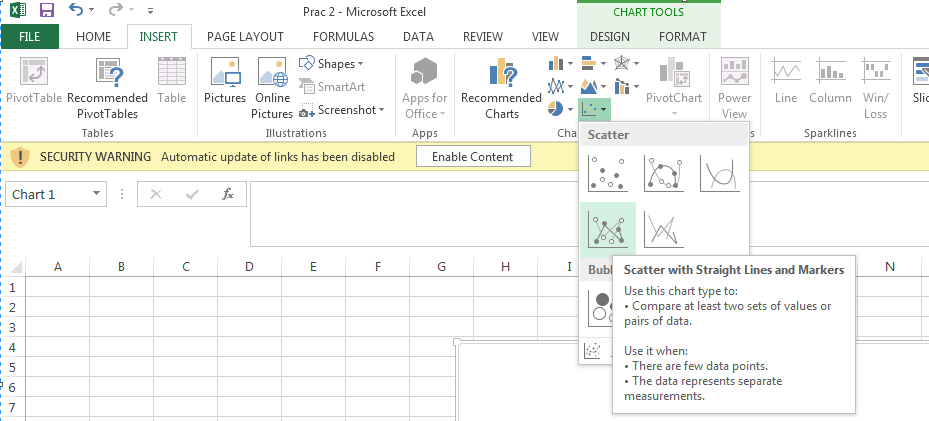 Prac 2 - Microsoft Excel
CHART TOOLS
FILE HOME INSERT PAGE LAYOUT FORMULAS DATA REVIEW VIEW DESIGN FORMAT
PivotTable Recommended PivotTables Table
Tables
Pictures Online Pictures Shapes SmartArt Screenshot
Illustrations
Apps for Office
Apps
Recommended Charts
PivotChart
Power View
Line Column Win/Loss
Sparklines
SECURITY WARNING Automatic update of links has been disabled Enable Content
Chart 1 fx
Scatter
A B C D E F G H I N
1
2
3
4
5
6
7
Scatter with Straight Lines and Markers
Use this chart type to:
• Compare at least two sets of values or
pairs of data.
Use it when:
• There are few data points.
• The data represents separate
measurements.